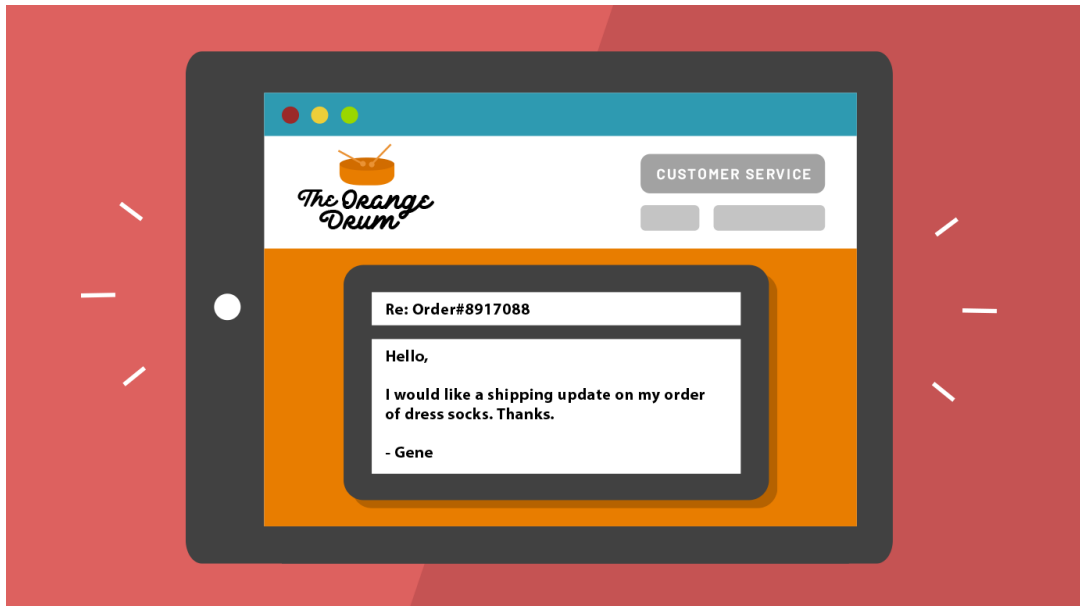 The Orange
Drum
CUSTOMER SERVICE
Re: Order#8917088
Hello,
I would like a shipping update on my order
of dress socks. Thanks.
- Gene